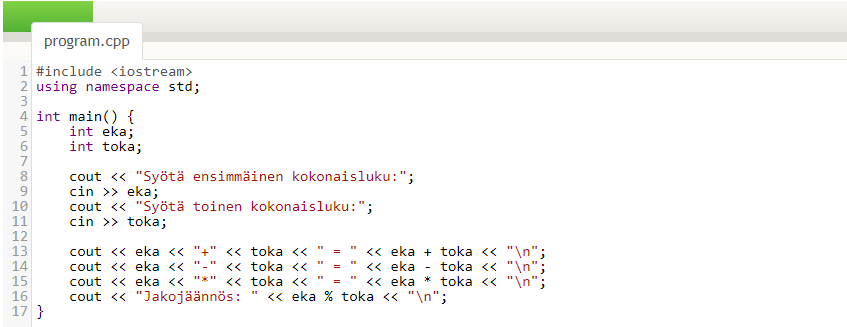 program.cpp
1 #include <iostream>
2 using namespace std;
3
4 int main() {
5     int eka;
6     int toka;
7
8     cout << "Syötä ensimmäinen kokonaisluku:";
9     cin >> eka;
10     cout << "Syötä toinen kokonaisluku:";
11     cin >> toka;
12
13     cout << eka << "+" << toka << " = " << eka + toka << "\n";
14     cout << eka << "-" << toka << " = " << eka - toka << "\n";
15     cout << eka << "*" << toka << " = " << eka * toka << "\n";
16     cout << "Jakojäännös: " << eka % toka << "\n";
17 }